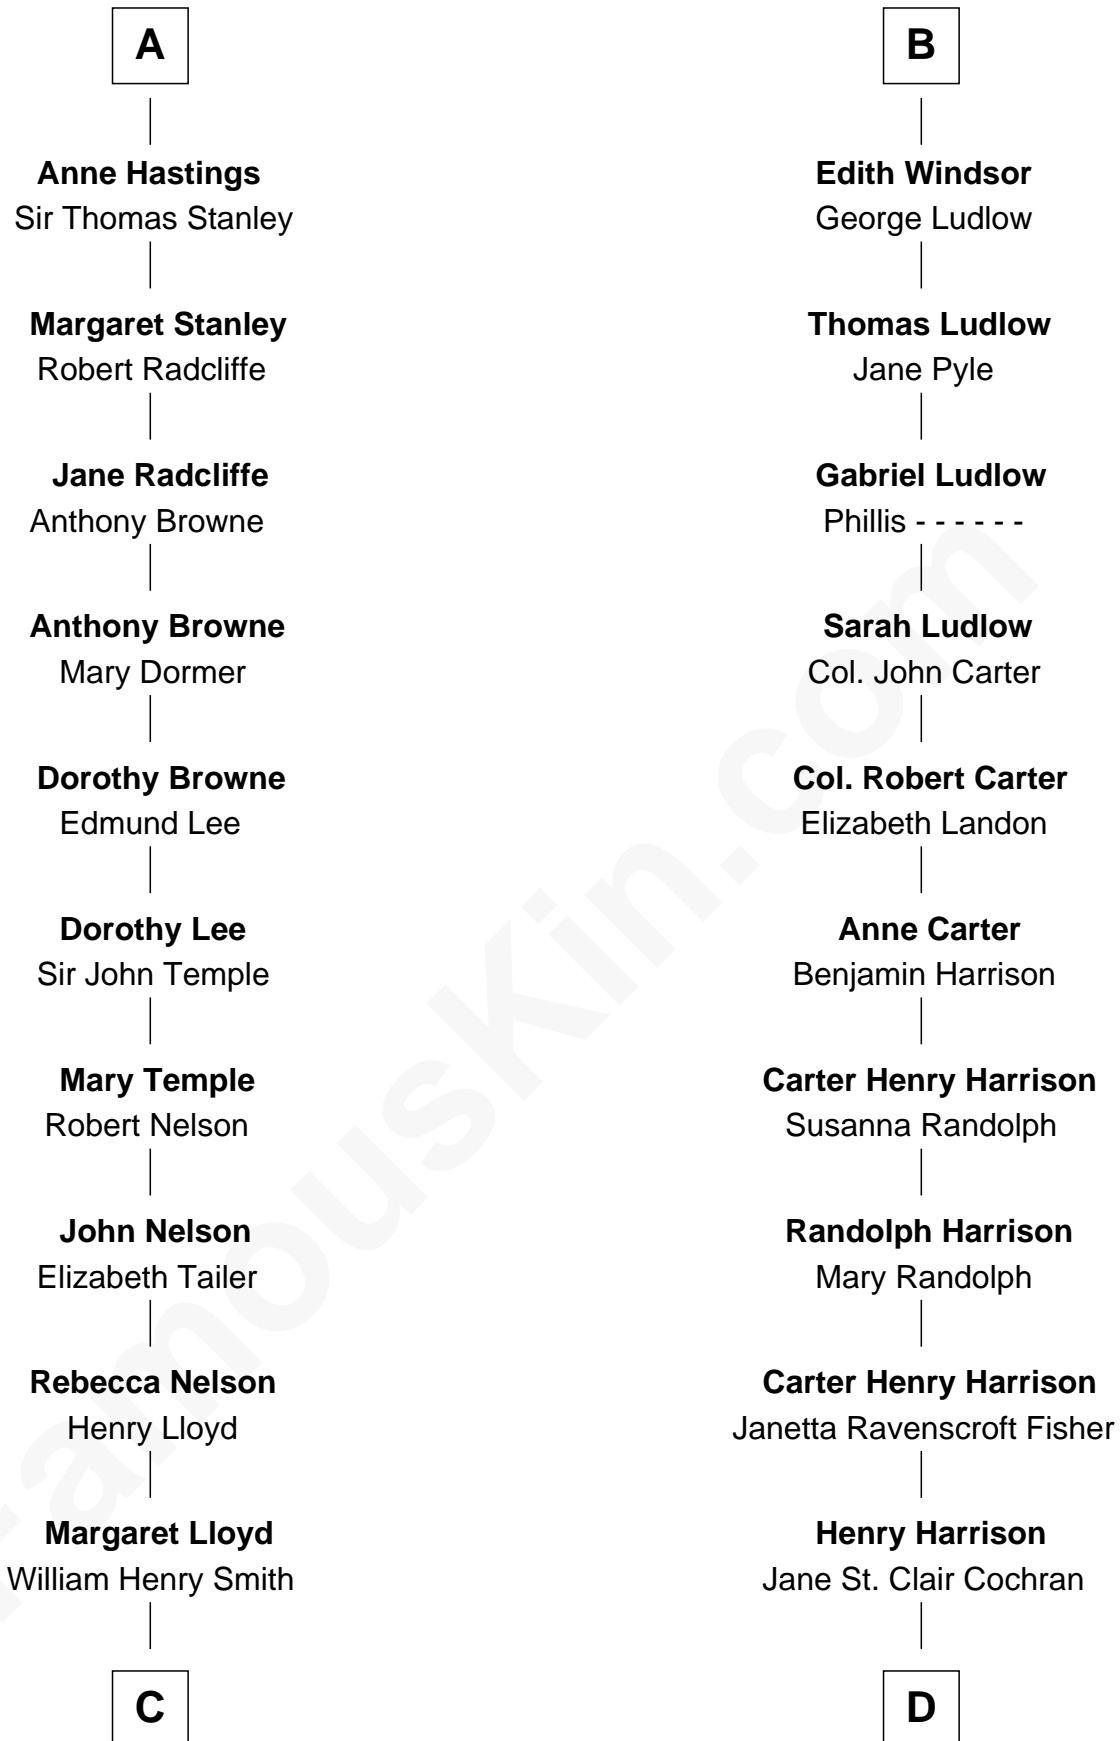 A
Anne Hastings
Sir Thomas Stanley
Margaret Stanley
Robert Radcliffe
Jane Radcliffe
Anthony Browne
Anthony Browne
Mary Dormer
Dorothy Browne
Edmund Lee
Dorothy Lee
Sir John Temple
Mary Temple
Robert Nelson
John Nelson
Elizabeth Tailer
Rebecca Nelson
Henry Lloyd
Margaret Lloyd
William Henry Smith
C
B
Edith Windsor
George Ludlow
Thomas Ludlow
Jane Pyle
Gabriel Ludlow
Phillis - - - - - -
Sarah Ludlow
Col. John Carter
Col. Robert Carter
Elizabeth Landon
Anne Carter
Benjamin Harrison
Carter Henry Harrison
Susanna Randolph
Randolph Harrison
Mary Randolph
Carter Henry Harrison
Janetta Ravenscroft Fisher
Henry Harrison
Jane St. Clair Cochran
D
FamousKin.com